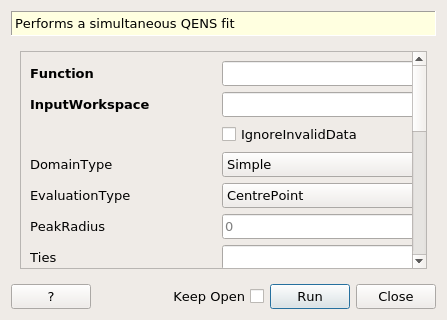 Performs a simultaneous QENS fit
Function
InputWorkspace
IgnoreInvalidData
DomainType Simple
EvaluationType CentrePoint
PeakRadius 0
Ties
? Keep Open Run Close